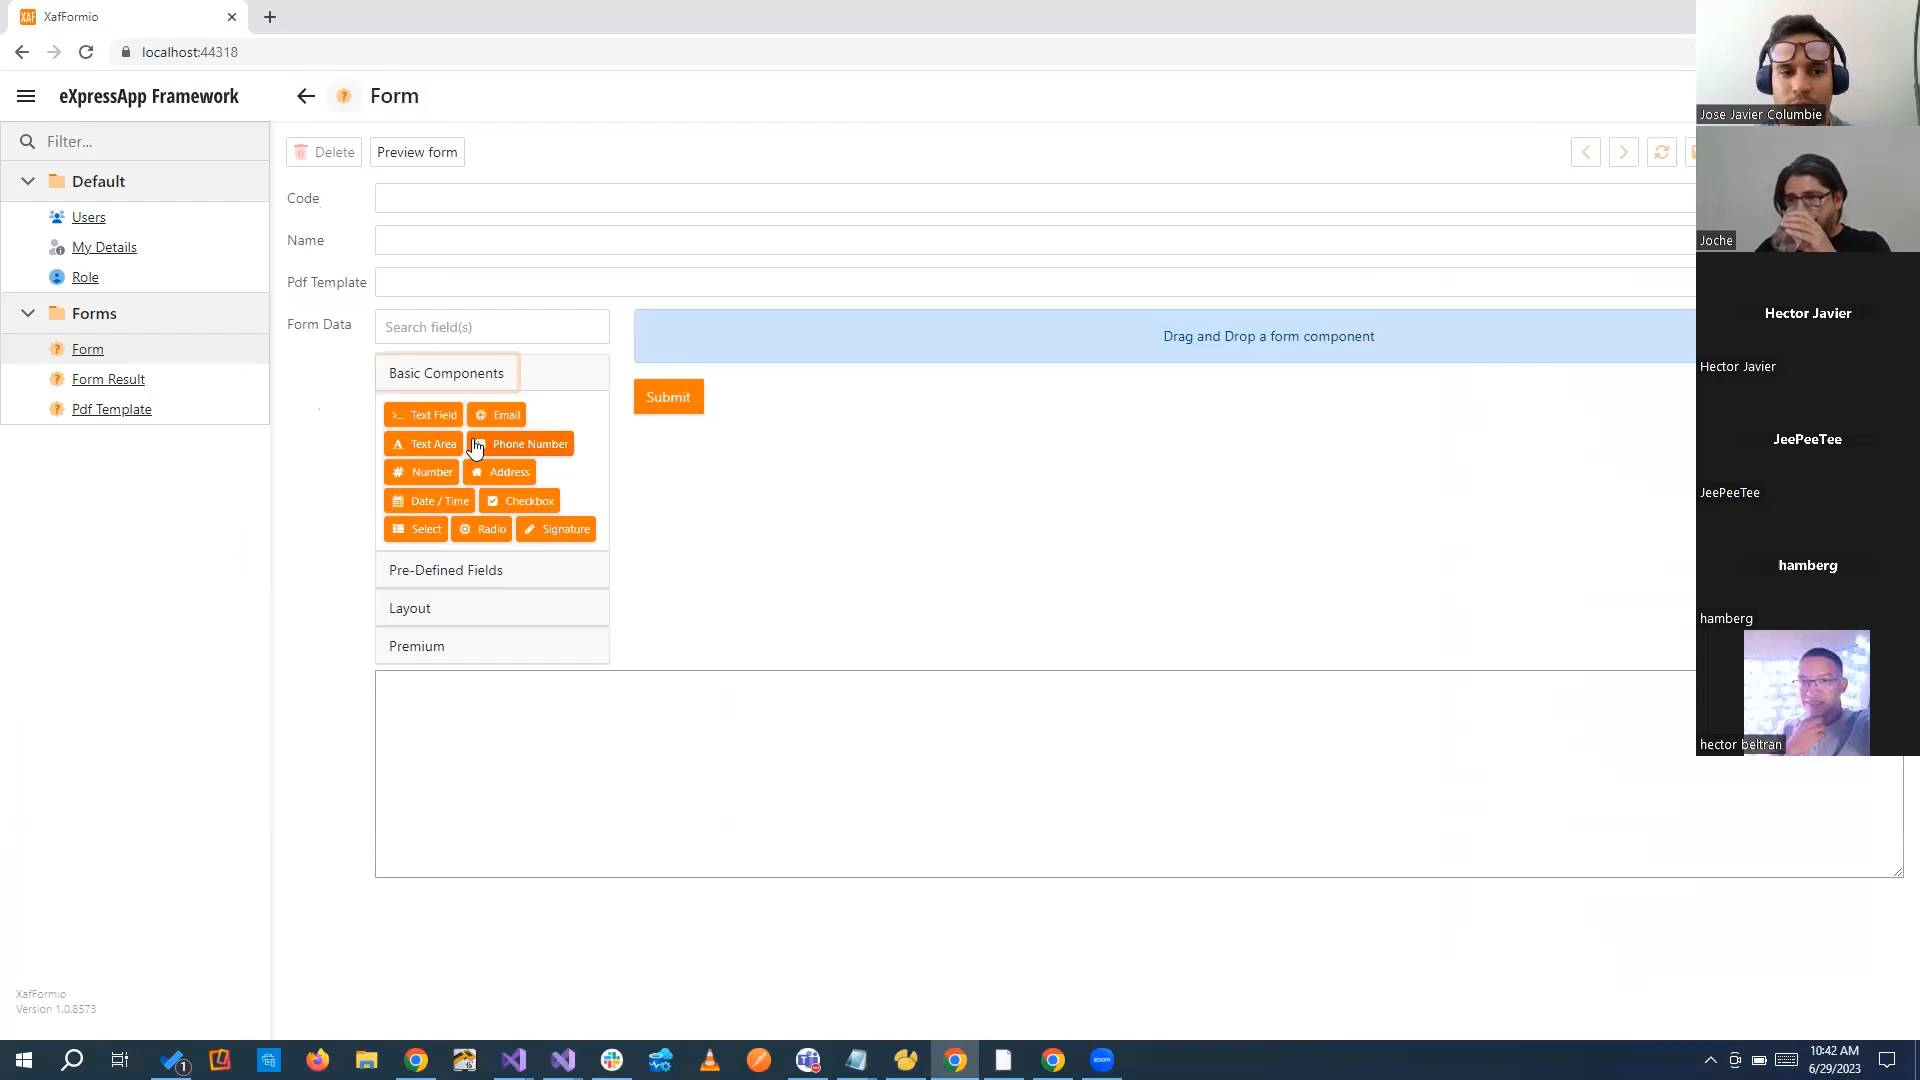 XafFormio
localhost:44318
eXpressApp Framework
Form
Filter...
Default
Users
My Details
Role
Forms
Form
Form Result
Pdf Template
XafFormio
Version 1.0.8573
Delete
Preview form
Code
Name
Pdf Template
Form Data
Search field(s)
Basic Components
Text Field
Email
Text Area
Phone Number
Number
Address
Date / Time
Checkbox
Select
Radio
Signature
Pre-Defined Fields
Layout
Premium
Drag and Drop a form component
Submit
Jose Javier Columbie
Joche
Hector Javier
Hector Javier
JeePeeTee
JeePeeTee
hamberg
hamberg
hector beltran
1
zoom
10:42 AM
6/29/2023